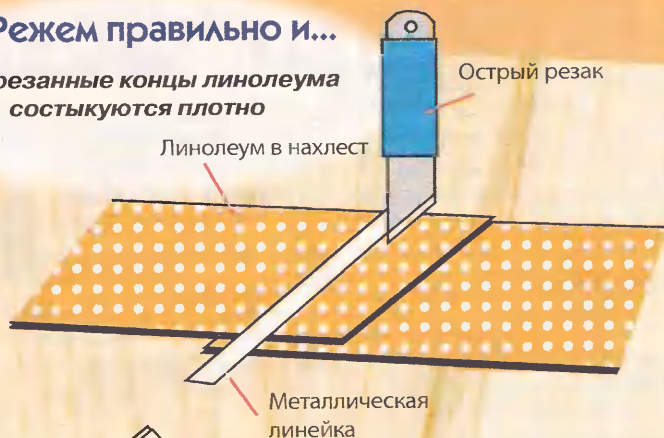 Режем правильно и...
резанные концы линолеума
состыкуются плотно
Острый резак
Линолеум в нахлест
Металлическая
линейка